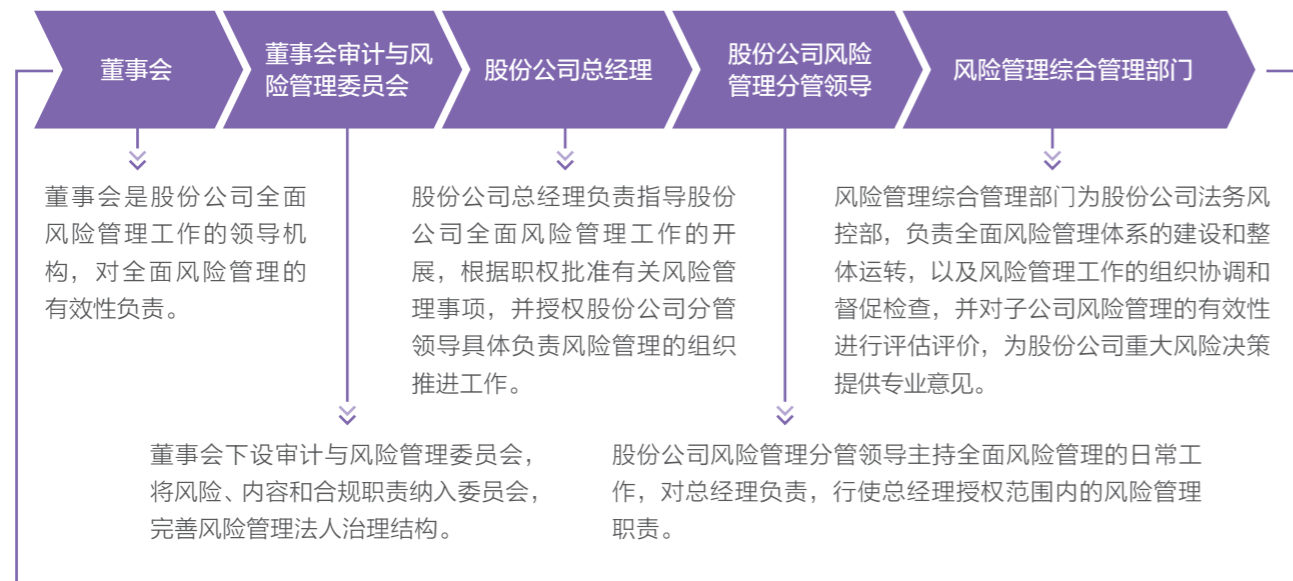 董事会
董事会审计与风
险管理委员会
股份公司总经理
股份公司风险
管理分管领导
风险管理综合管理部门
董事会是股份公司全面
风险管理工作的领导机
构，对全面风险管理的
有效性负责。
股份公司总经理负责指导股份
公司全面风险管理工作的开
展，根据职权批准有关风险管
理事项，并授权股份公司分管
领导具体负责风险管理的组织
推进工作。
风险管理综合管理部门为股份公司法务风
控部，负责全面风险管理体系的建设和整
体运转，以及风险管理工作的组织协调和
督促检查，并对子公司风险管理的有效性
进行评估评价，为股份公司重大风险决策
提供专业意见。
董事会下设审计与风险管理委员会，
将风险、内容和合规职责纳入委员会，
完善风险管理法人治理结构。
股份公司风险管理分管领导主持全面风险管理的日常工
作，对总经理负责，行使总经理授权范围内的风险管理
职责。